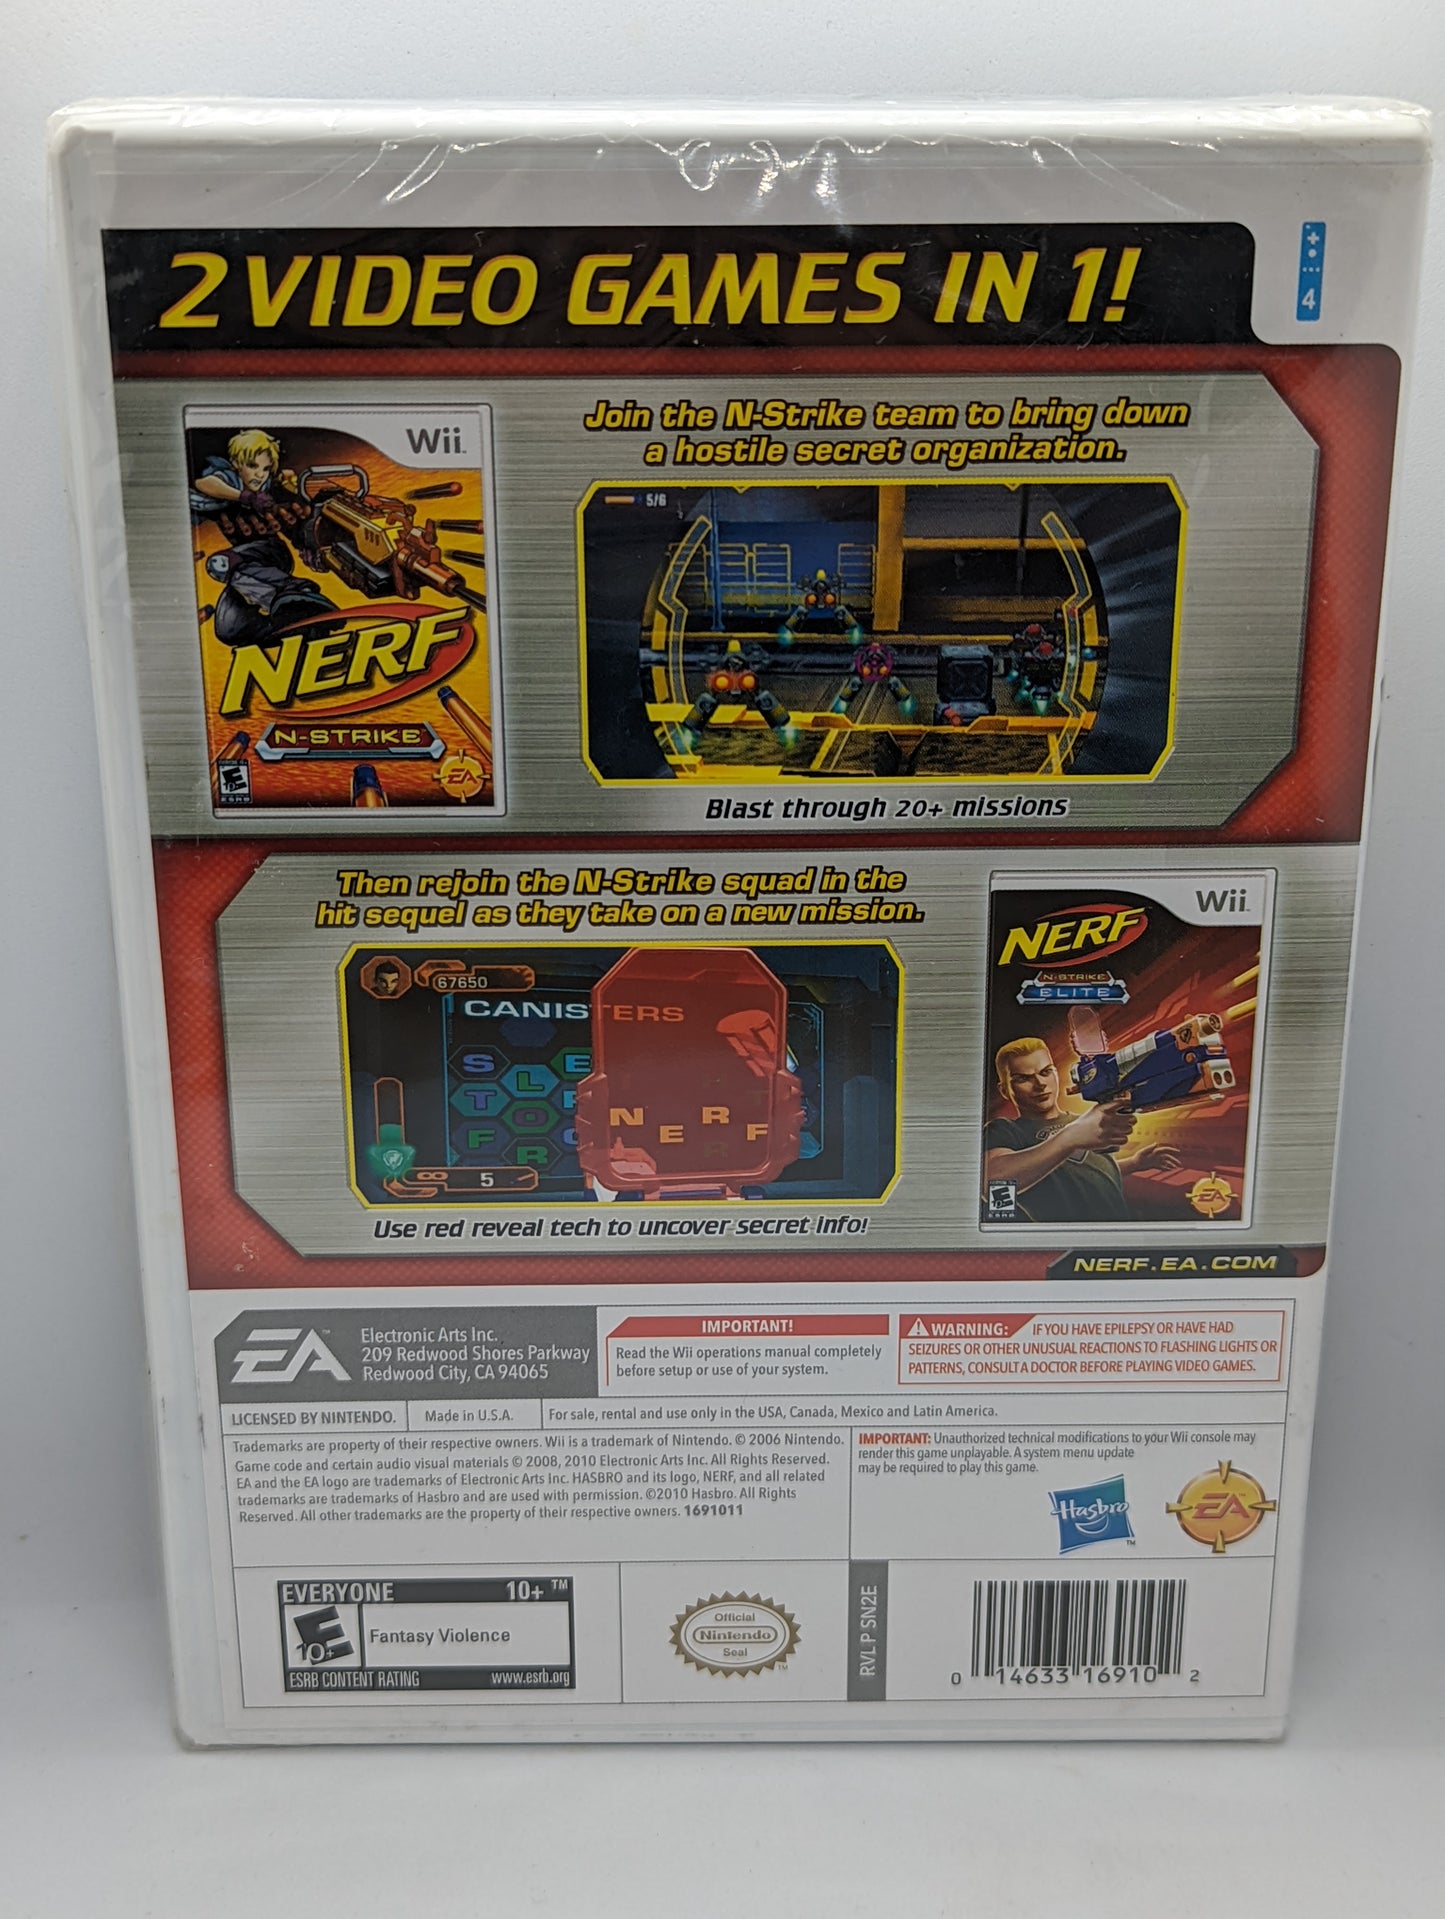 2 VIDEO GAMES IN 1!
4
Join the N-Strike team to bring down
a hostile secret organization.
Wii
NERF
N-STRIKE
E
ESRB
EA
5/6
Blast through 20+ missions
Then rejoin the N-Strike squad in the
hit sequel as they take on a new mission.
67650
CANISTERS
S L E
T O
F R
N E R F
5
Use red reveal tech to uncover secret info!
Wii
NERF
N-STRIKE
ELITE
E
ESRB
EA
NERF.EA.COM
EA™
Electronic Arts Inc.
209 Redwood Shores Parkway
Redwood City, CA 94065
IMPORTANT!
Read the Wii operations manual completely
before setup or use of your system.
WARNING: IF YOU HAVE EPILEPSY OR HAVE HAD
SEIZURES OR OTHER UNUSUAL REACTIONS TO FLASHING LIGHTS OR
PATTERNS, CONSULT A DOCTOR BEFORE PLAYING VIDEO GAMES.
LICENSED BY NINTENDO.
Made in U.S.A.
For sale, rental and use only in the USA, Canada, Mexico and Latin America.
Trademarks are property of their respective owners. Wii is a trademark of Nintendo. © 2006 Nintendo.
Game code and certain audio visual materials © 2008, 2010 Electronic Arts Inc. All Rights Reserved.
EA and the EA logo are trademarks of Electronic Arts Inc. HASBRO and its logo, NERF, and all related
trademarks are trademarks of Hasbro and are used with permission. ©2010 Hasbro. All Rights
Reserved. All other trademarks are the property of their respective owners. 1691011
IMPORTANT: Unauthorized technical modifications to your Wii console may
render this game unplayable. A system menu update
may be required to play this game.
Hasbro™
EA
EVERYONE 10+ ™
E
10+
Fantasy Violence
ESRB CONTENT RATING www.esrb.org
Official
Nintendo
Seal
™
RVL P SN2E
0 14633 16910 2